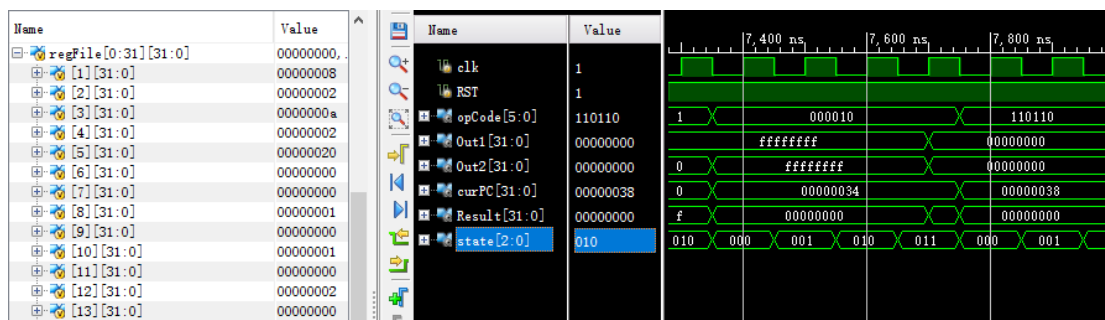 Name Value
regFile[0:31][31:0] 00000000,.
[1][31:0] 00000008
[2][31:0] 00000002
[3][31:0] 0000000a
[4][31:0] 00000002
[5][31:0] 00000020
[6][31:0] 00000000
[7][31:0] 00000000
[8][31:0] 00000001
[9][31:0] 00000000
[10][31:0] 00000001
[11][31:0] 00000000
[12][31:0] 00000002
[13][31:0] 00000000
Name Value
7,400 ns 7,600 ns 7,800 ns
clk 1
RST 1
opCode[5:0] 110110 1 000010 110110
Out1[31:0] 00000000 ffffffff 00000000
Out2[31:0] 00000000 0 ffffffff 00000000
curPC[31:0] 00000038 0 00000034 00000038
Result[31:0] 00000000 f 00000000 00000000
state[2:0] 010 010 000 001 010 011 000 001